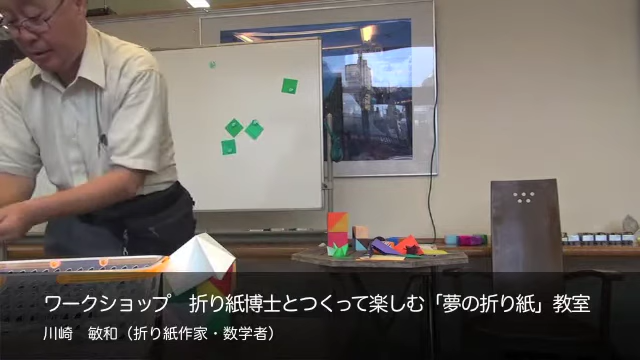 ワークショップ　折り紙博士とつくって楽しむ「夢の折り紙」教室
川崎　敏和（折り紙作家・数学者）